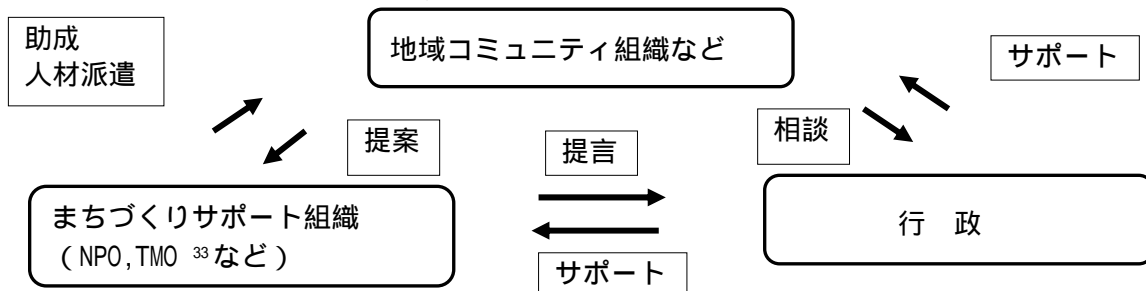 助成
人材派遣
地域コミュニティ組織など
サポート
提案
提言
相談
まちづくりサポート組織
（NPO,TMO 33など）
行　政
サポート